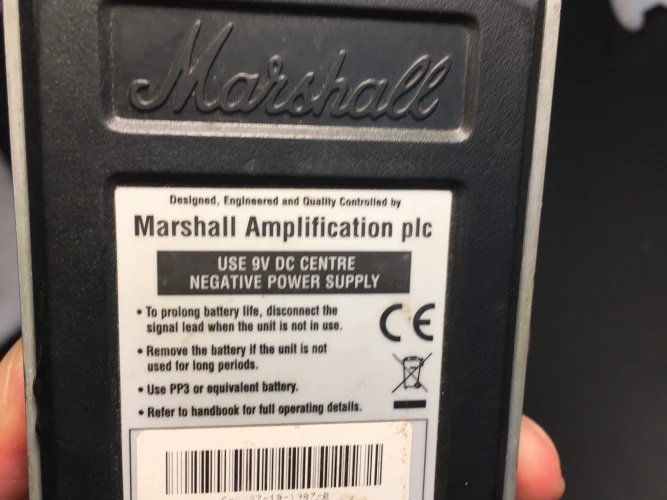 Marshall
Designed, Engineered and Quality Controlled by
Marshall Amplification plc
USE 9V DC CENTRE
NEGATIVE POWER SUPPLY
• To prolong battery life, disconnect the
signal lead when the unit is not in use.
• Remove the battery if the unit is not
used for long periods.
• Use PP3 or equivalent battery.
• Refer to handbook for full operating details.
CE